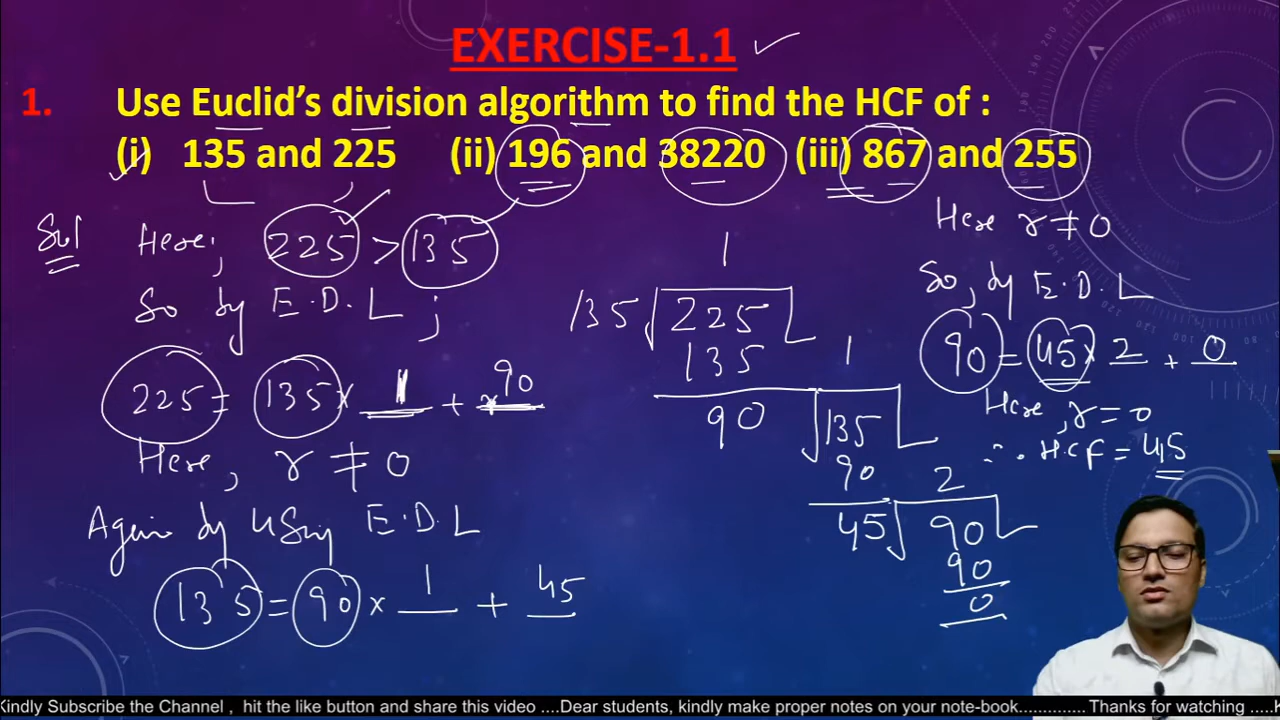 EXERCISE-1.1
1. Use Euclid's division algorithm to find the HCF of :
(i) 135 and 225 (ii) 196 and 38220 (iii) 867 and 255
Sol Here; 225 > 135
So by E.D.L ;
225 = 135 × 1 + 90
Here, r ≠ 0
Again by using E.D.L
135 = 90 × 1 + 45
1
135 225
135 1
90 135
90 2
45 90
90
0
Here r ≠ 0
So, by E.D.L
90 = 45 × 2 + 0
Here, r = 0
∴ HCF = 45
Kindly Subscribe the Channel , hit the like button and share this video ....Dear students, kindly make proper notes on your note-book.............. Thanks for watching .....